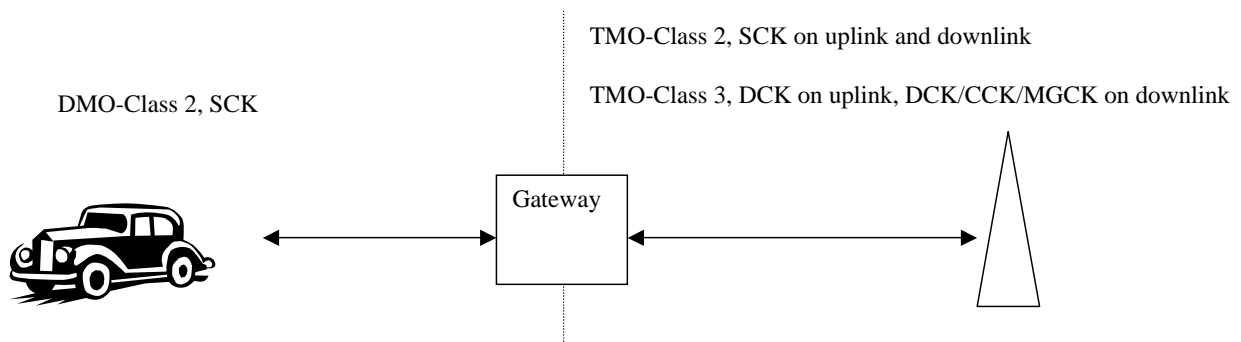 TMO-Class 2, SCK on uplink and downlink
DMO-Class 2, SCK
TMO-Class 3, DCK on uplink, DCK/CCK/MGCK on downlink
Gateway